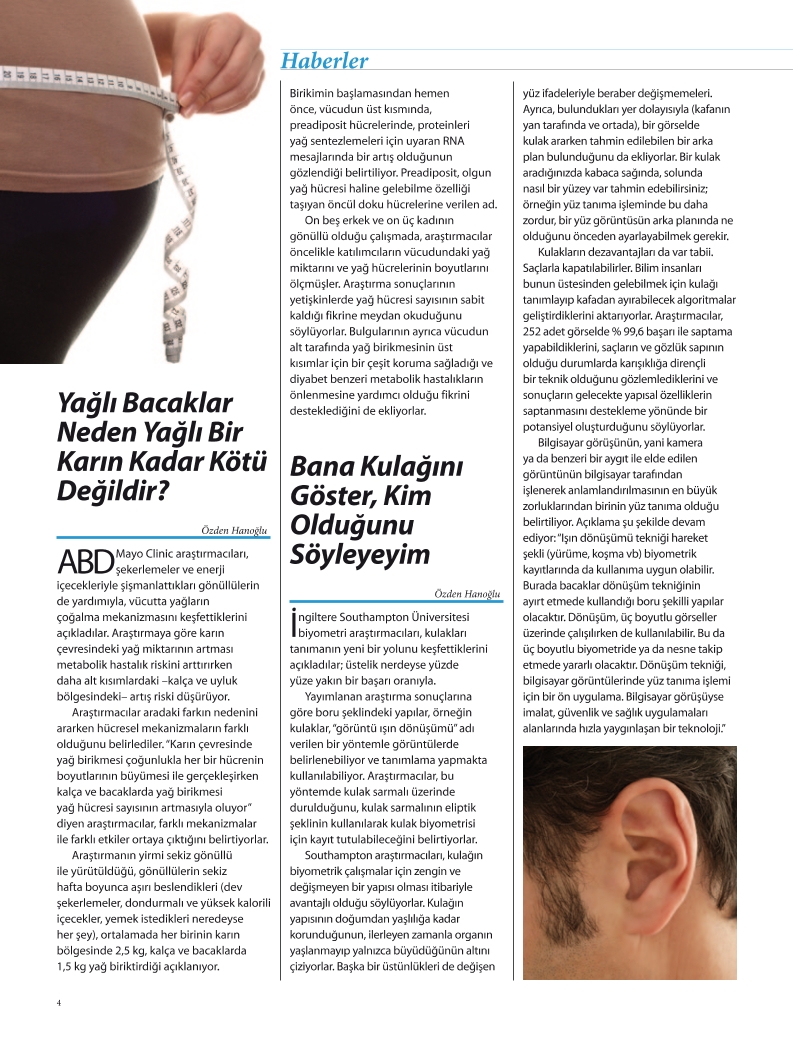 Haberler
Yağlı Bacaklar
Neden Yağlı Bir
Karın Kadar Kötü
Değildir?
Özden Hanoğlu
ABD Mayo Clinic araştırmacıları,
şekerlemeler ve enerji
içecekleriyle şişmanlattıkları gönüllülerin
de yardımıyla, vücutta yağların
çoğalma mekanizmasını keşfettiklerini
açıkladılar. Araştırmaya göre karın
çevresindeki yağ miktarının artması
metabolik hastalık riskini arttırırken
daha alt kısımlardaki –kalça ve uyluk
bölgesindeki– artış riski düşürüyor.
Araştırmacılar aradaki farkın nedenini
ararken hücresel mekanizmaların farklı
olduğunu belirlediler. “Karın çevresinde
yağ birikmesi çoğunlukla her bir hücrenin
boyutlarının büyümesi ile gerçekleşirken
kalça ve bacaklarda yağ birikmesi
yağ hücresi sayısının artmasıyla oluyor”
diyen araştırmacılar, farklı mekanizmalar
ile farklı etkiler ortaya çıktığını belirtiyorlar.
Araştırmanın yirmi sekiz gönüllü
ile yürütüldüğü, gönüllülerin sekiz
hafta boyunca aşırı beslendikleri (dev
şekerlemeler, dondurmalı ve yüksek kalorili
içecekler, yemek istedikleri neredeyse
her şey), ortalamada her birinin karın
bölgesinde 2,5 kg, kalça ve bacaklarda
1,5 kg yağ biriktirdiği açıklanıyor.
Birikimin başlamasından hemen
önce, vücudun üst kısmında,
preadiposit hücrelerinde, proteinleri
yağ sentezlemeleri için uyaran RNA
mesajlarında bir artış olduğunun
gözlendiği belirtiliyor. Preadiposit, olgun
yağ hücresi haline gelebilme özelliği
taşıyan öncül doku hücrelerine verilen ad.
On beş erkek ve on üç kadının
gönüllü olduğu çalışmada, araştırmacılar
öncelikle katılımcıların vücudundaki yağ
miktarını ve yağ hücrelerinin boyutlarını
ölçmüşler. Araştırma sonuçlarının
yetişkinlerde yağ hücresi sayısının sabit
kaldığı fikrine meydan okuduğunu
söylüyorlar. Bulgularının ayrıca vücudun
alt tarafında yağ birikmesinin üst
kısımlar için bir çeşit koruma sağladığı ve
diyabet benzeri metabolik hastalıkların
önlenmesine yardımcı olduğu fikrini
desteklediğini de ekliyorlar.
Bana Kulağını
Göster, Kim
Olduğunu
Söyleyeyim
Özden Hanoğlu
İngiltere Southampton Üniversitesi
biyometri araştırmacıları, kulakları
tanımanın yeni bir yolunu keşfettiklerini
açıkladılar; üstelik nerdeyse yüzde
yüze yakın bir başarı oranıyla.
Yayımlanan araştırma sonuçlarına
göre boru şeklindeki yapılar, örneğin
kulaklar, “görüntü ışın dönüşümü” adı
verilen bir yöntemle görüntülerde
belirlenebiliyor ve tanımlama yapmakta
kullanılabiliyor. Araştırmacılar, bu
yöntemde kulak sarmalı üzerinde
durulduğunu, kulak sarmalının eliptik
şeklinin kullanılarak kulak biyometrisi
için kayıt tutulabileceğini belirtiyorlar.
Southampton araştırmacıları, kulağın
biyometrik çalışmalar için zengin ve
değişmeyen bir yapısı olması itibariyle
avantajlı olduğu söylüyorlar. Kulağın
yapısının doğumdan yaşlılığa kadar
korunduğunun, ilerleyen zamanla organın
yaşlanmayıp yalnızca büyüdüğünün altını
çiziyorlar. Başka bir üstünlükleri de değişen
yüz ifadeleriyle beraber değişmemeleri.
Ayrıca, bulundukları yer dolayısıyla (kafanın
yan tarafında ve ortada), bir görselde
kulak ararken tahmin edilebilen bir arka
plan bulunduğunu da ekliyorlar. Bir kulak
aradığınızda kabaca sağında, solunda
nasıl bir yüzey var tahmin edebilirsiniz;
örneğin yüz tanıma işleminde bu daha
zordur, bir yüz görüntüsün arka planında ne
olduğunu önceden ayarlayabilmek gerekir.
Kulakların dezavantajları da var tabii.
Saçlarla kapatılabilirler. Bilim insanları
bunun üstesinden gelebilmek için kulağı
tanımlayıp kafadan ayırabilecek algoritmalar
geliştirdiklerini aktarıyorlar. Araştırmacılar,
252 adet görselde % 99,6 başarı ile saptama
yapabildiklerini, saçların ve gözlük sapının
olduğu durumlarda karışıklığa dirençli
bir teknik olduğunu gözlemlediklerini ve
sonuçların gelecekte yapısal özelliklerin
saptanmasını destekleme yönünde bir
potansiyel oluşturduğunu söylüyorlar.
Bilgisayar görüşünün, yani kamera
ya da benzeri bir aygıt ile elde edilen
görüntünün bilgisayar tarafından
işlenerek anlamlandırılmasının en büyük
zorluklarından birinin yüz tanıma olduğu
belirtiliyor. Açıklama şu şekilde devam
ediyor: “Işın dönüşümü tekniği hareket
şekli (yürüme, koşma vb) biyometrik
kayıtlarında da kullanıma uygun olabilir.
Burada bacaklar dönüşüm tekniğinin
ayırt etmede kullandığı boru şekilli yapılar
olacaktır. Dönüşüm, üç boyutlu görseller
üzerinde çalışılırken de kullanılabilir. Bu da
üç boyutlu biyometride ya da nesne takip
etmede yararlı olacaktır. Dönüşüm tekniği,
bilgisayar görüntülerinde yüz tanıma işlemi
için bir ön uygulama. Bilgisayar görüşüyse
imalat, güvenlik ve sağlık uygulamaları
alanlarında hızla yaygınlaşan bir teknoloji.”
4